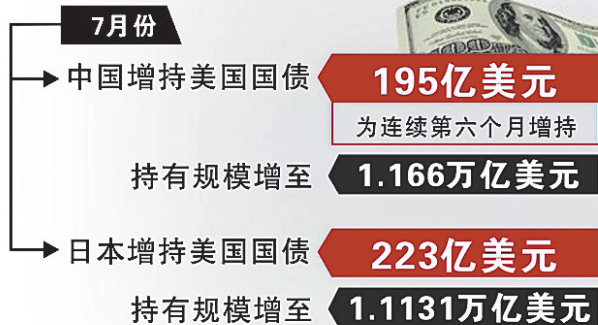 7月份
中国增持美国国债 195亿美元
为连续第六个月增持
持有规模增至 1.166万亿美元
日本增持美国国债 223亿美元
持有规模增至 1.1131万亿美元